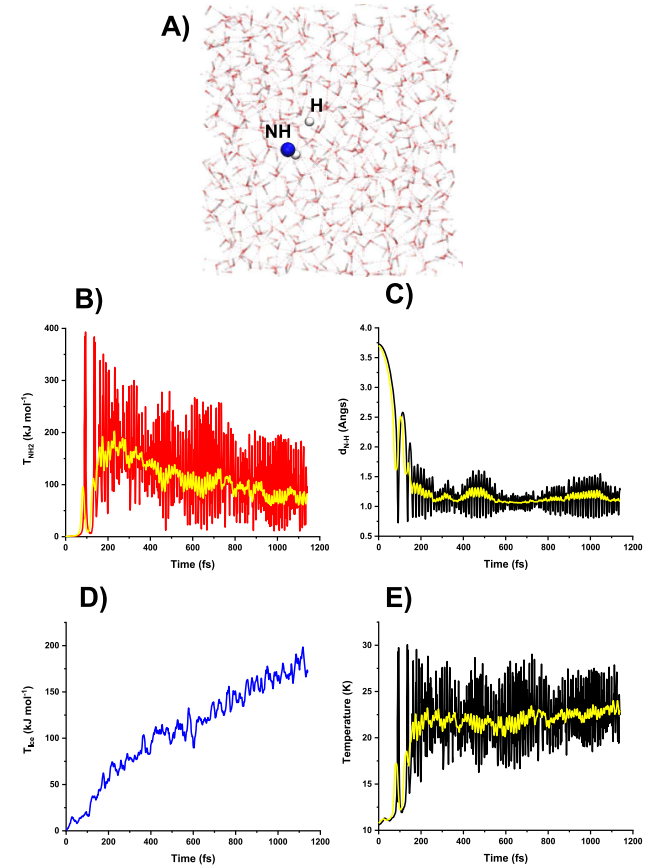 A)
H
NH
B)
C)
T_NH2 (kJ mol⁻¹)
400
300
200
100
0
0 200 400 600 800 1000 1200
Time (fs)
d_N-H (Angs)
4.0
3.5
3.0
2.5
2.0
1.5
1.0
0.5
0 200 400 600 800 1000 1200
Time (fs)
D)
E)
T_Ice (kJ mol⁻¹)
200
150
100
50
0
0 200 400 600 800 1000 1200
Time (fs)
Temperature (K)
30
25
20
15
10
0 200 400 600 800 1000 1200
Time (fs)